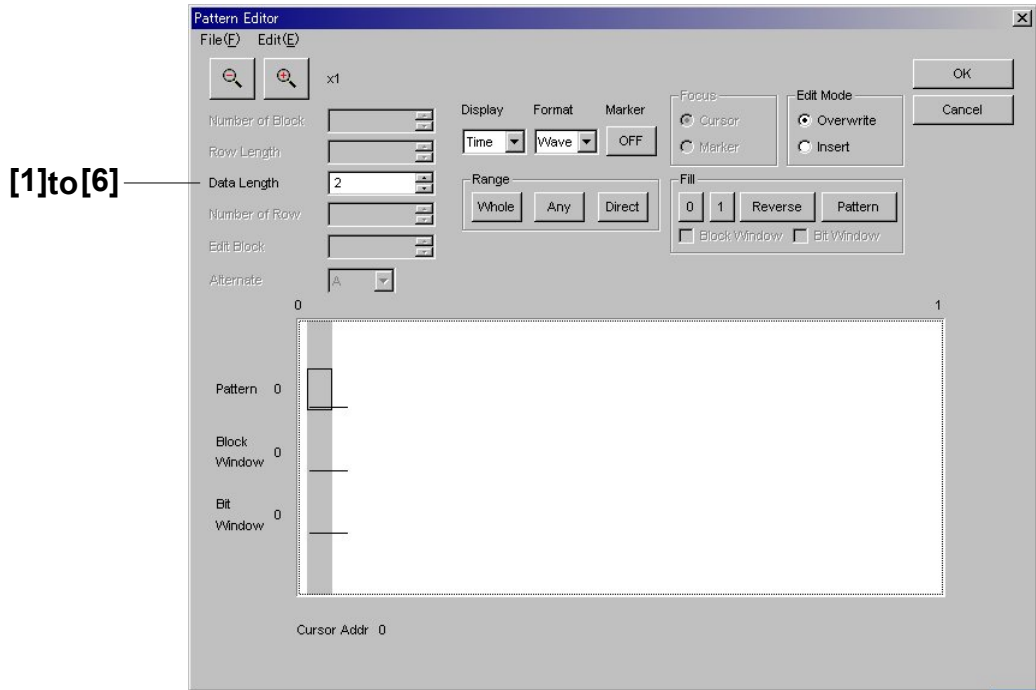 Pattern Editor
File(F) Edit(E)
x1
OK
Cancel
Number of Block
Row Length
[1]to[6]
Data Length 2
Number of Row
Edit Block
Alternate A
Display Format Marker
Time Wave OFF
Focus
Cursor
Marker
Edit Mode
Overwrite
Insert
Range
Whole Any Direct
Fill
0 1 Reverse Pattern
Block Window Bit Window
0 1
Pattern 0
Block
Window 0
Bit
Window 0
Cursor Addr 0